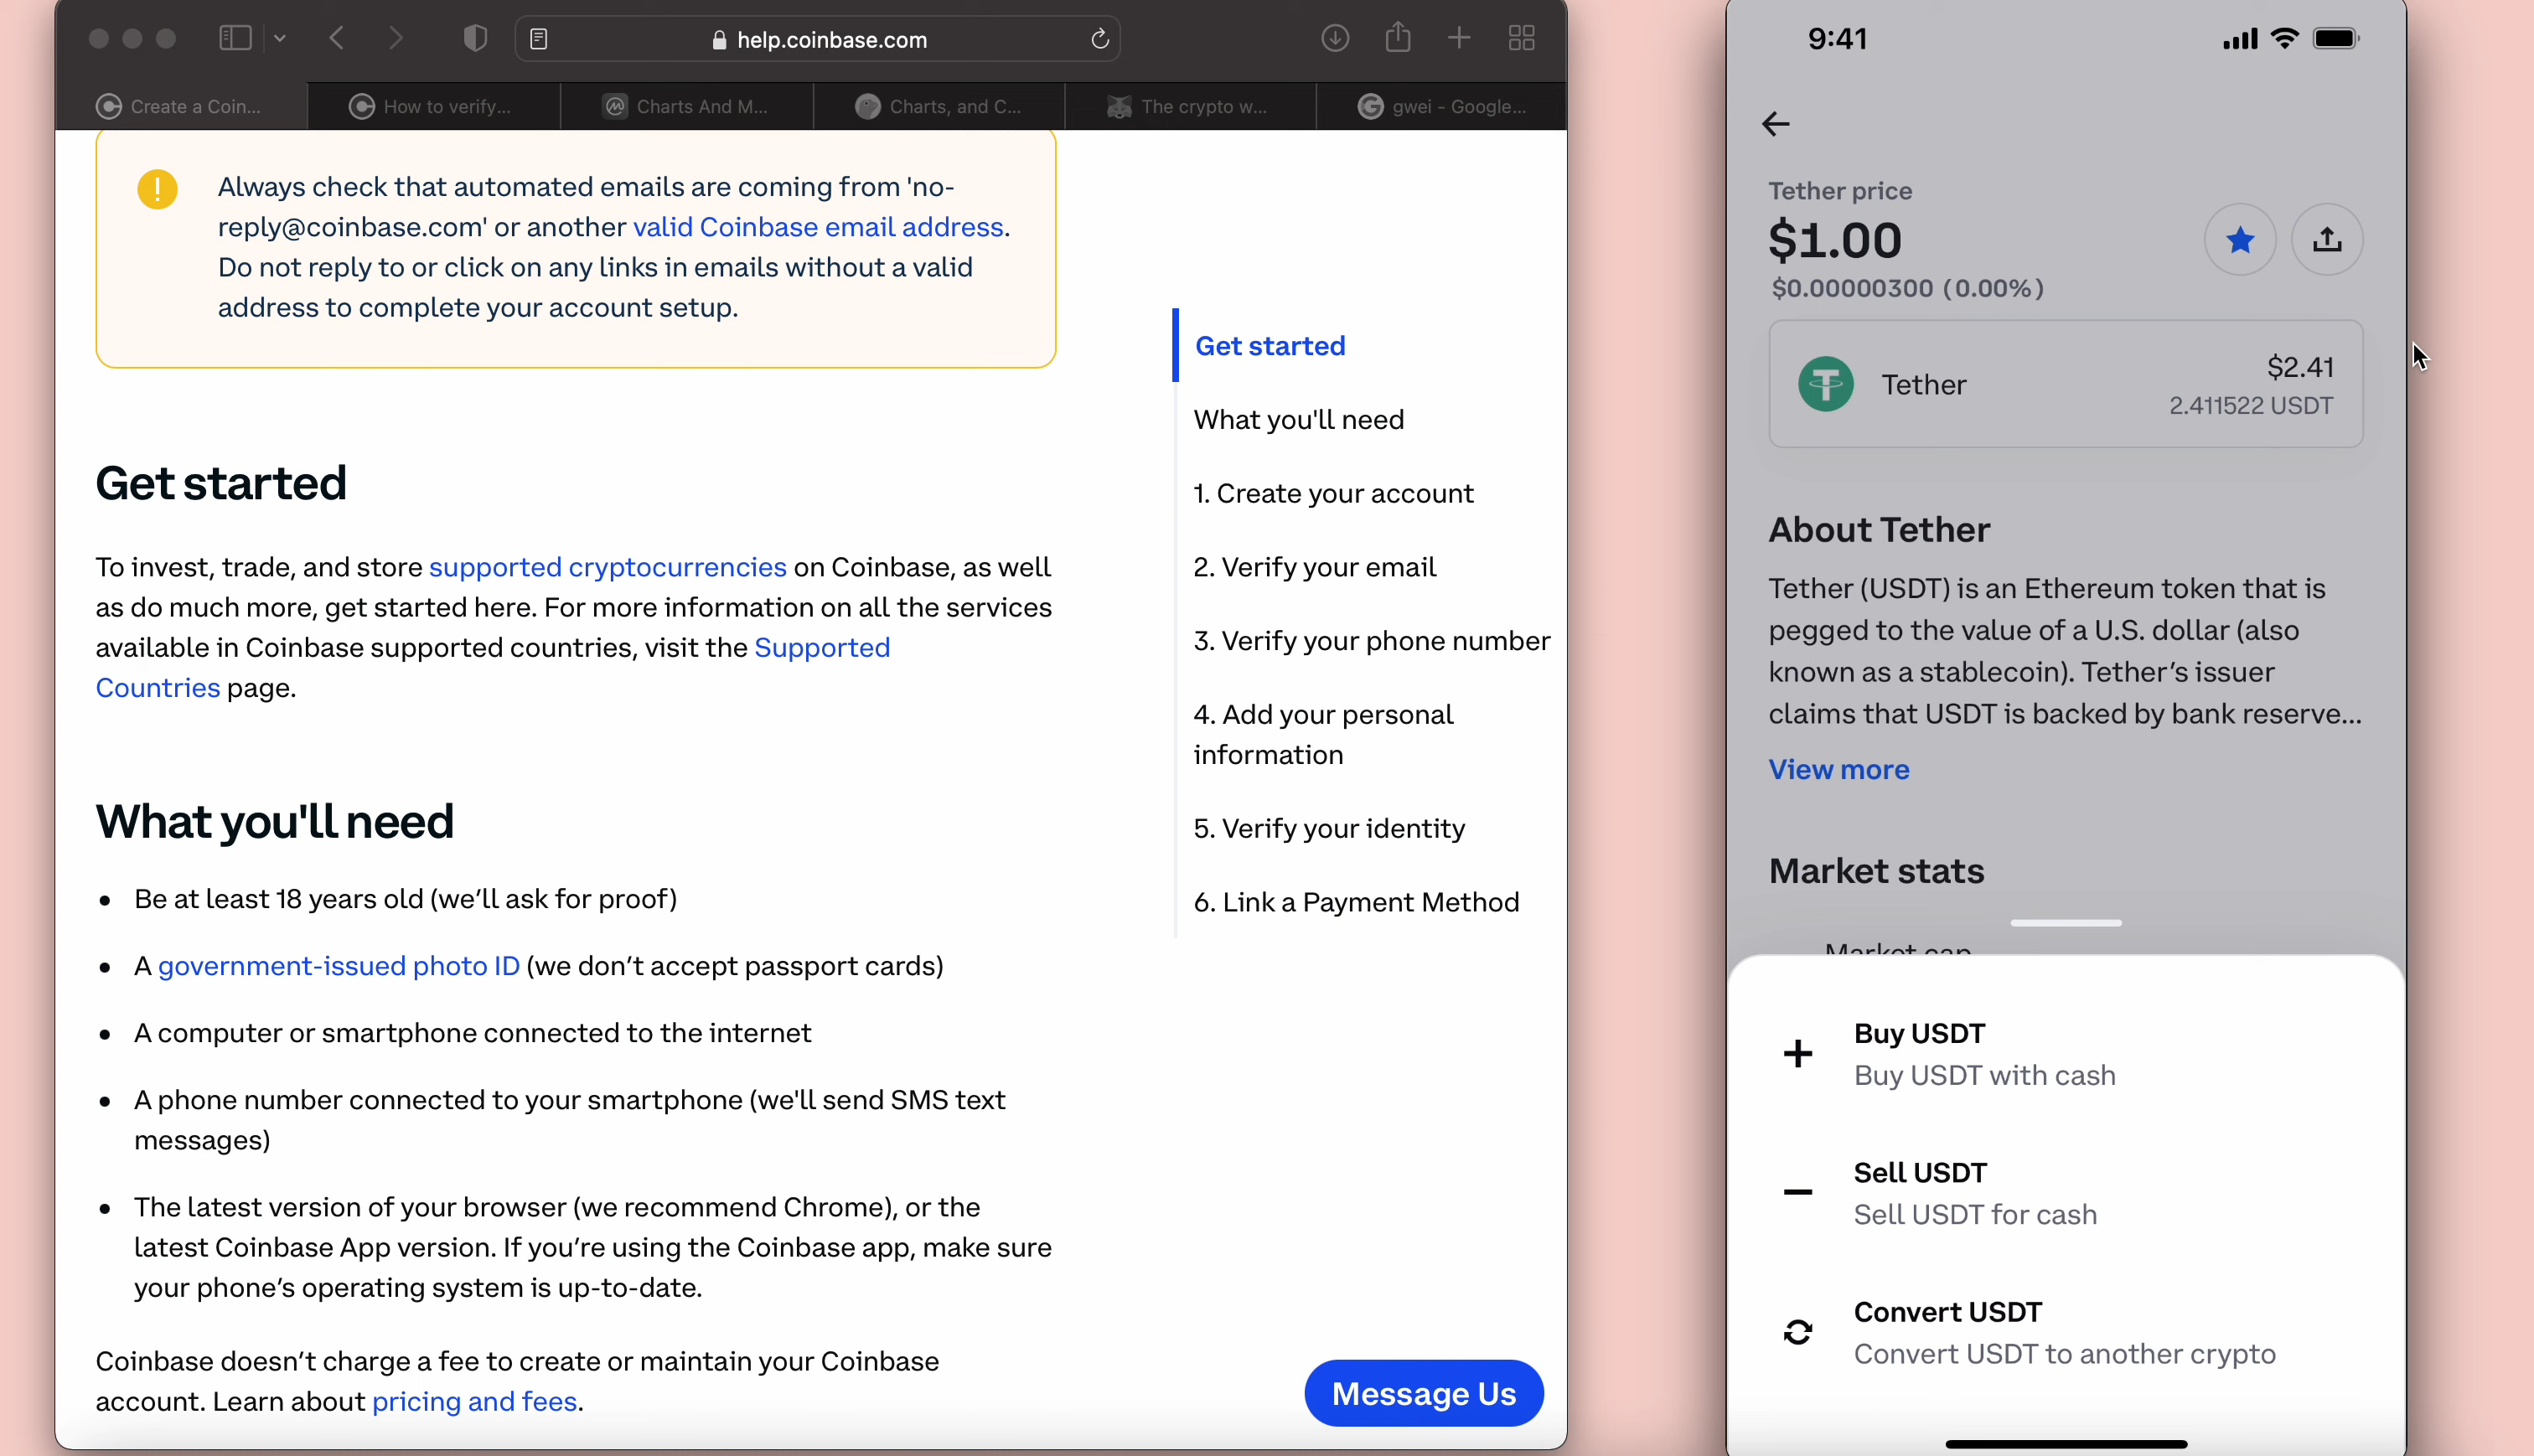 help.coinbase.com
Create a Coin...
How to verify...
Charts And M...
Charts, and C...
The crypto w...
gwei - Google...
Always check that automated emails are coming from 'no-
reply@coinbase.com' or another valid Coinbase email address.
Do not reply to or click on any links in emails without a valid
address to complete your account setup.
Get started
To invest, trade, and store supported cryptocurrencies on Coinbase, as well
as do much more, get started here. For more information on all the services
available in Coinbase supported countries, visit the Supported
Countries page.
What you'll need
• Be at least 18 years old (we’ll ask for proof)
• A government-issued photo ID (we don’t accept passport cards)
• A computer or smartphone connected to the internet
• A phone number connected to your smartphone (we'll send SMS text
messages)
• The latest version of your browser (we recommend Chrome), or the
latest Coinbase App version. If you’re using the Coinbase app, make sure
your phone’s operating system is up-to-date.
Coinbase doesn’t charge a fee to create or maintain your Coinbase
account. Learn about pricing and fees.
Get started
What you'll need
1. Create your account
2. Verify your email
3. Verify your phone number
4. Add your personal
information
5. Verify your identity
6. Link a Payment Method
Message Us
9:41
Tether price
$1.00
$0.00000300 (0.00%)
Tether
$2.41
2.411522 USDT
About Tether
Tether (USDT) is an Ethereum token that is
pegged to the value of a U.S. dollar (also
known as a stablecoin). Tether’s issuer
claims that USDT is backed by bank reserve...
View more
Market stats
Market cap
Buy USDT
Buy USDT with cash
Sell USDT
Sell USDT for cash
Convert USDT
Convert USDT to another crypto